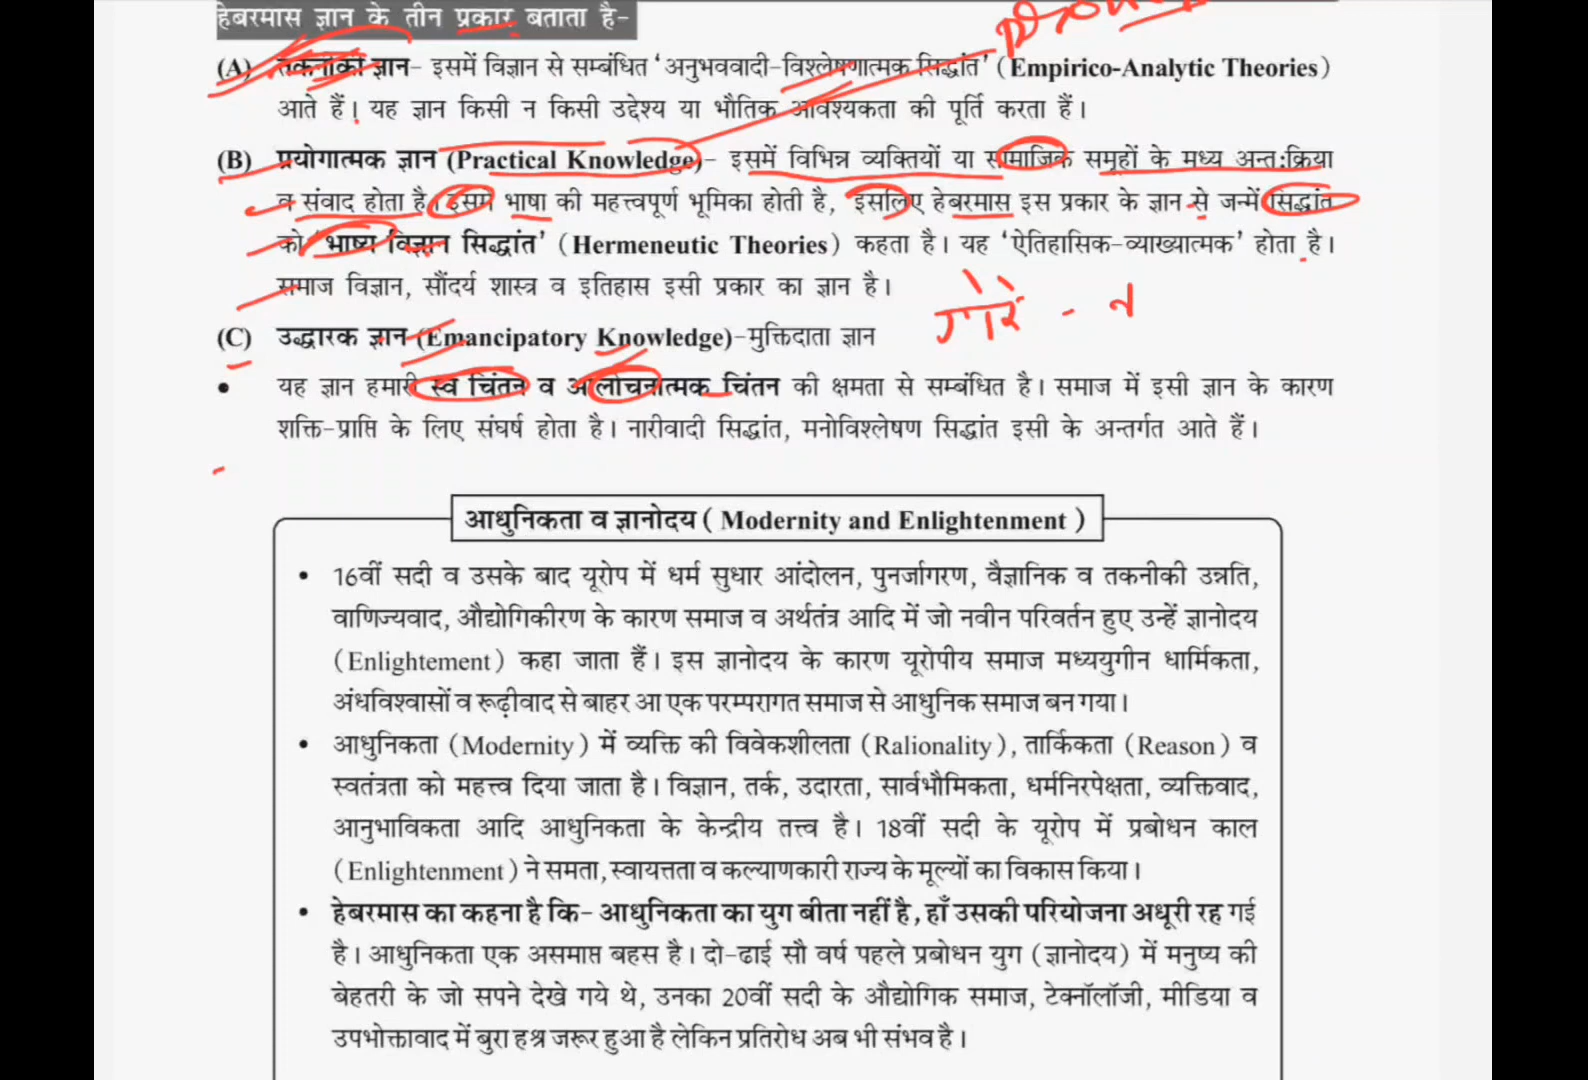 हेबरमास ज्ञान के तीन प्रकार बताता है-
(A) तकनीकी ज्ञान- इसमें विज्ञान से सम्बंधित ‘अनुभववादी-विश्लेषणात्मक सिद्धांत’ (Empirico-Analytic Theories)
आते हैं। यह ज्ञान किसी न किसी उद्देश्य या भौतिक आवश्यकता की पूर्ति करता हैं।
(B) प्रयोगात्मक ज्ञान (Practical Knowledge)- इसमें विभिन्न व्यक्तियों या सामाजिक समूहों के मध्य अन्तःक्रिया
व संवाद होता है। इसमें भाषा की महत्त्वपूर्ण भूमिका होती है, इसलिए हेबरमास इस प्रकार के ज्ञान से जन्में सिद्धांत
को ‘भाष्य विज्ञान सिद्धांत’ (Hermeneutic Theories) कहता है। यह ‘ऐतिहासिक-व्याख्यात्मक’ होता है।
समाज विज्ञान, सौंदर्य शास्त्र व इतिहास इसी प्रकार का ज्ञान है।
(C) उद्धारक ज्ञान (Emancipatory Knowledge)-मुक्तिदाता ज्ञान
• यह ज्ञान हमारी स्व चिंतन व आलोचनात्मक चिंतन की क्षमता से सम्बंधित है। समाज में इसी ज्ञान के कारण
शक्ति-प्राप्ति के लिए संघर्ष होता है। नारीवादी सिद्धांत, मनोविश्लेषण सिद्धांत इसी के अन्तर्गत आते हैं।
आधुनिकता व ज्ञानोदय ( Modernity and Enlightenment )
• 16वीं सदी व उसके बाद यूरोप में धर्म सुधार आंदोलन, पुनर्जागरण, वैज्ञानिक व तकनीकी उन्नति,
वाणिज्यवाद, औद्योगिकीरण के कारण समाज व अर्थतंत्र आदि में जो नवीन परिवर्तन हुए उन्हें ज्ञानोदय
(Enlightement) कहा जाता हैं। इस ज्ञानोदय के कारण यूरोपीय समाज मध्ययुगीन धार्मिकता,
अंधविश्वासों व रूढ़ीवाद से बाहर आ एक परम्परागत समाज से आधुनिक समाज बन गया।
• आधुनिकता (Modernity) में व्यक्ति की विवेकशीलता (Ralionality), तार्किकता (Reason) व
स्वतंत्रता को महत्त्व दिया जाता है। विज्ञान, तर्क, उदारता, सार्वभौमिकता, धर्मनिरपेक्षता, व्यक्तिवाद,
आनुभाविकता आदि आधुनिकता के केन्द्रीय तत्त्व है। 18वीं सदी के यूरोप में प्रबोधन काल
(Enlightenment) ने समता, स्वायत्तता व कल्याणकारी राज्य के मूल्यों का विकास किया।
• हेबरमास का कहना है कि- आधुनिकता का युग बीता नहीं है, हाँ उसकी परियोजना अधूरी रह गई
है। आधुनिकता एक असमाप्त बहस है। दो-ढाई सौ वर्ष पहले प्रबोधन युग (ज्ञानोदय) में मनुष्य की
बेहतरी के जो सपने देखे गये थे, उनका 20वीं सदी के औद्योगिक समाज, टेक्नॉलॉजी, मीडिया व
उपभोक्तावाद में बुरा हश्र जरूर हुआ है लेकिन प्रतिरोध अब भी संभव है।